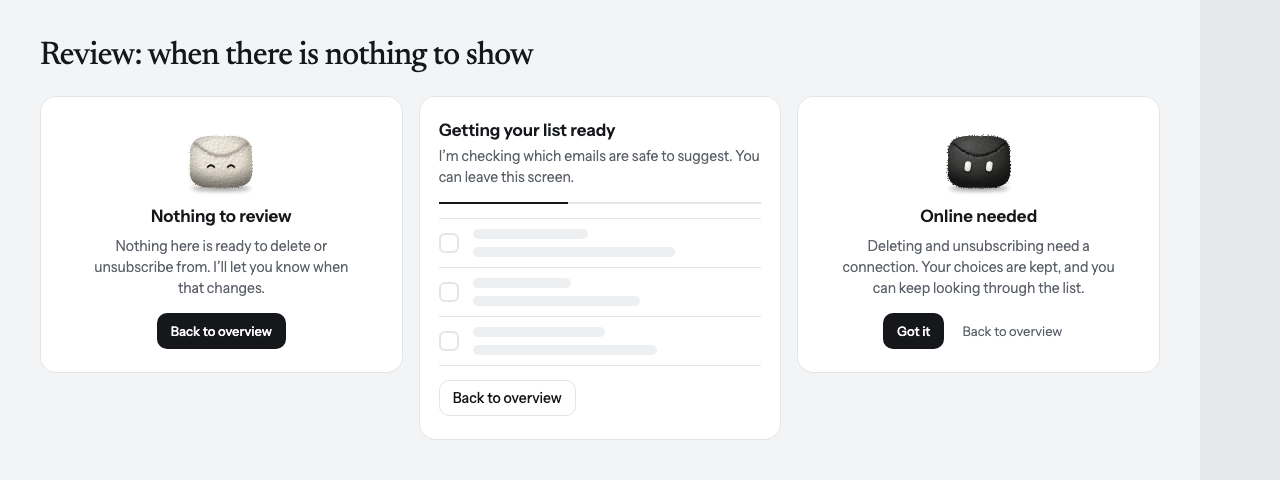 Review: when there is nothing to show
Nothing to review
Nothing here is ready to delete or
unsubscribe from. I’ll let you know when
that changes.
Back to overview
Getting your list ready
I’m checking which emails are safe to suggest. You
can leave this screen.
Back to overview
Online needed
Deleting and unsubscribing need a
connection. Your choices are kept, and you
can keep looking through the list.
Got it
Back to overview